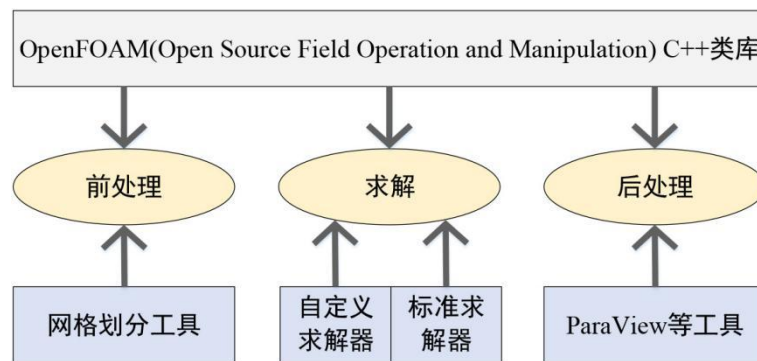 OpenFOAM(Open Source Field Operation and Manipulation) C++类库
前处理
求解
后处理
网格划分工具
自定义
求解器
标准求
解器
ParaView等工具